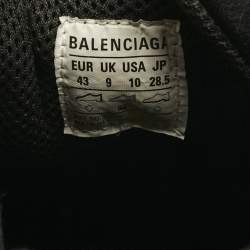 BALENCIAGA
EUR UK USA JP
43 9 10 28.5